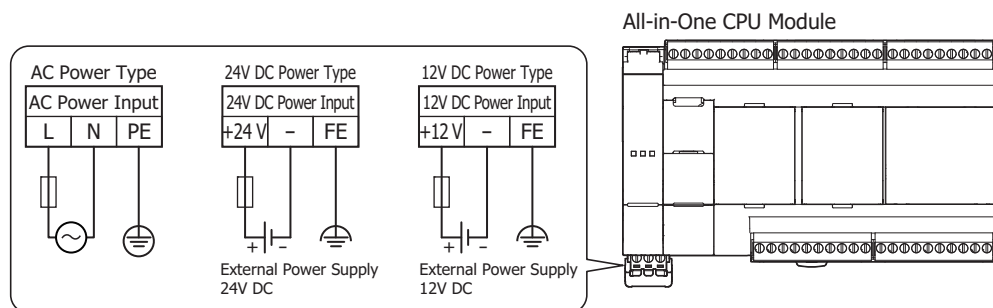 All-in-One CPU Module
AC Power Type
AC Power Input
L N PE
24V DC Power Type
24V DC Power Input
+24 V – FE
+ –
External Power Supply
24V DC
12V DC Power Type
12V DC Power Input
+12 V – FE
+ –
External Power Supply
12V DC